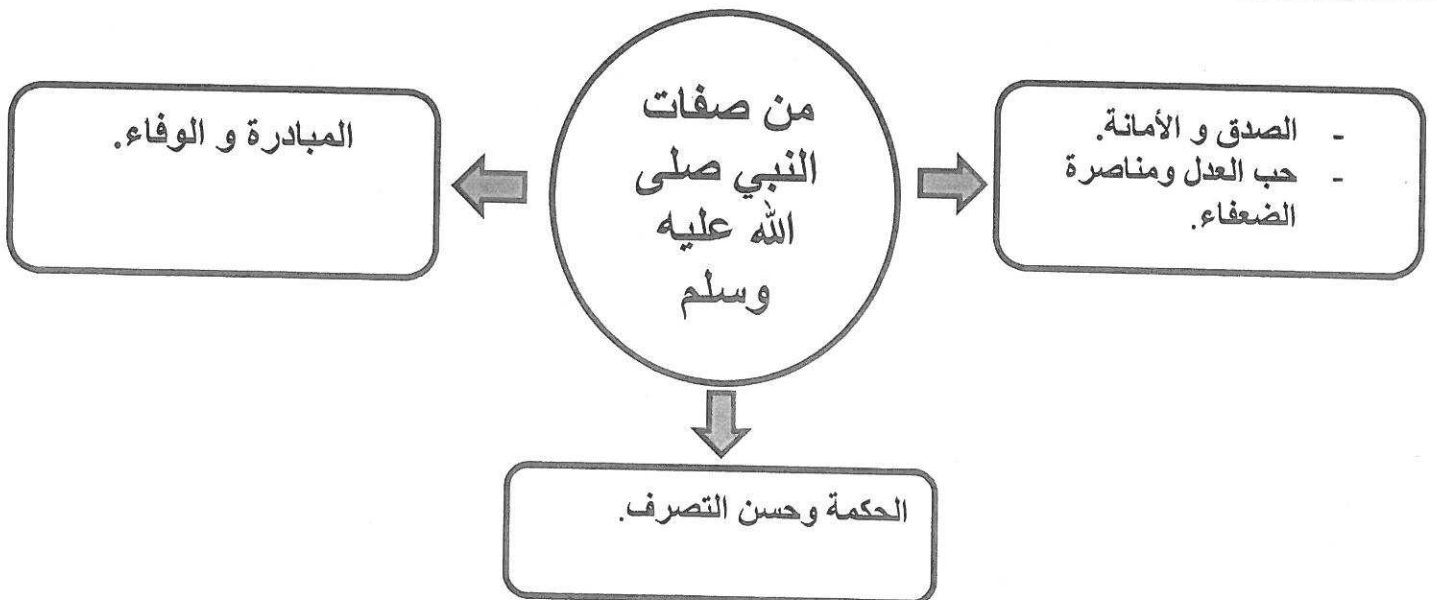 من صفات
النبي صلى
الله عليه
وسلم
- الصدق و الأمانة.
- حب العدل ومناصرة
الضعفاء.
المبادرة و الوفاء.
الحكمة وحسن التصرف.